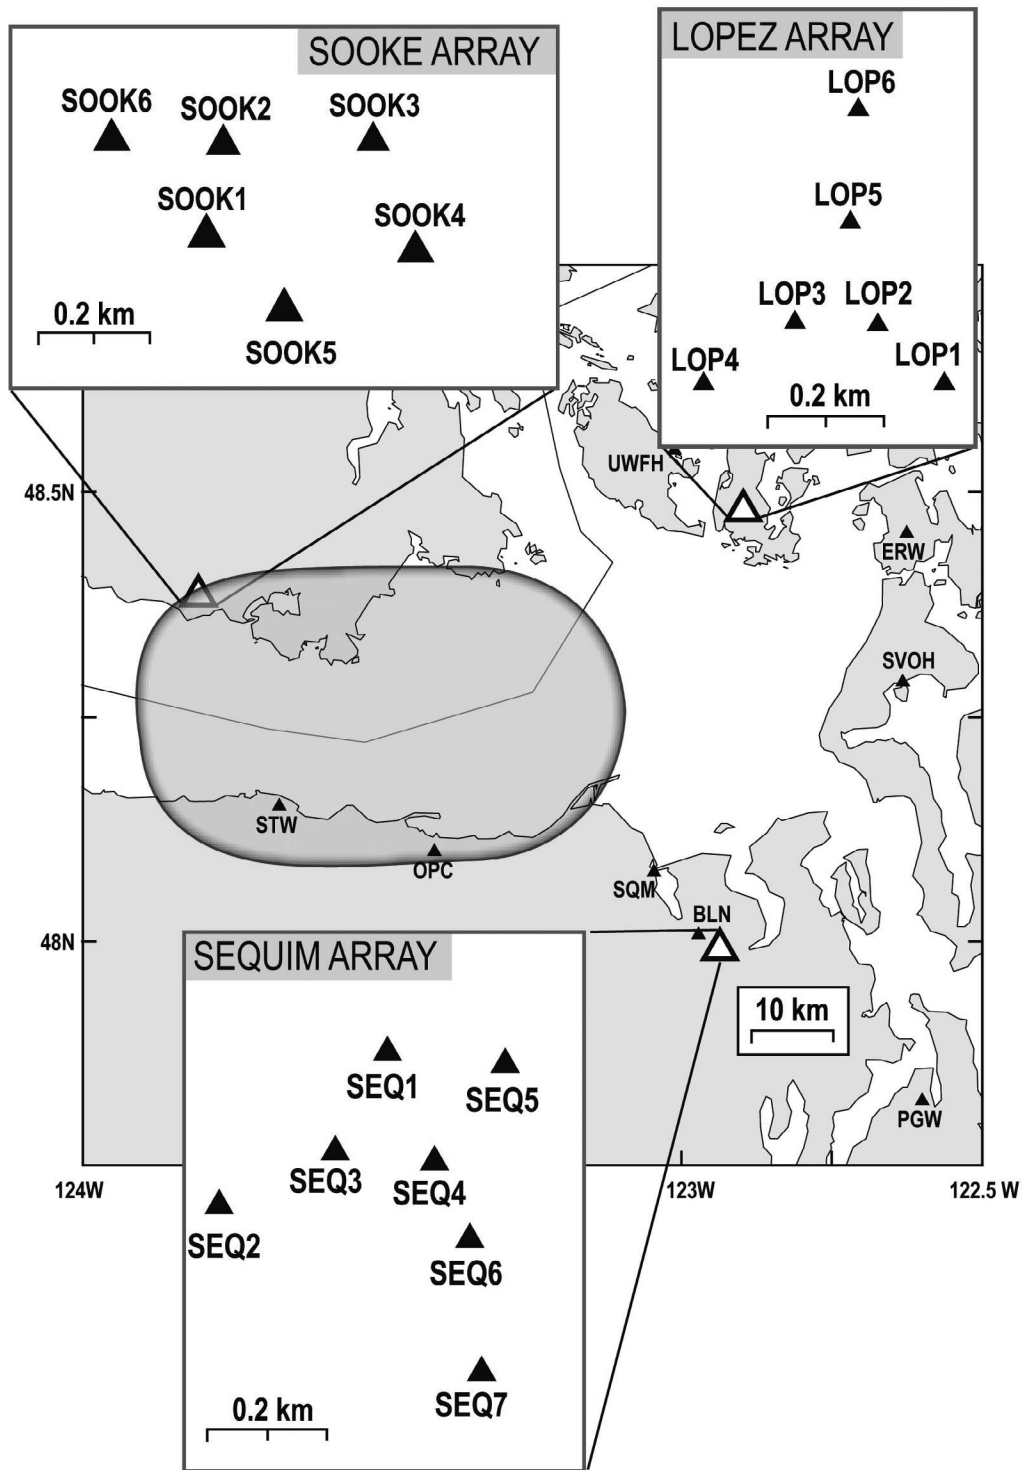 SOOKE ARRAY
SOOK6
SOOK2
SOOK3
SOOK1
SOOK4
0.2 km
SOOK5
LOPEZ ARRAY
LOP6
LOP5
LOP3
LOP2
LOP4
LOP1
0.2 km
UWFH
48.5N
ERW
SVOH
STW
OPC
SQM
BLN
48N
10 km
PGW
124W
123W
122.5 W
SEQUIM ARRAY
SEQ1
SEQ5
SEQ3
SEQ4
SEQ2
SEQ6
SEQ7
0.2 km